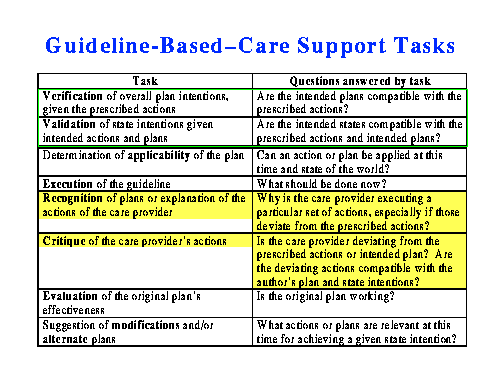 Guideline-Based–Care Support Tasks
Task
Questions answered by task
Verification of overall plan intentions,
given the prescribed actions
Are the intended plans compatible with the
prescribed actions?
Validation of state intentions given
intended actions and plans
Are the intended states compatible with the
prescribed actions and intended plans?
Determination of applicability of the plan
Can an action or plan be applied at this
time and state of the world?
Execution of the guideline
What should be done now?
Recognition of plans or explanation of the
actions of the care provider
Why is the care provider executing a
particular set of actions, especially if those
deviate from the prescribed actions?
Critique of the care provider's actions
Is the care provider deviating from the
prescribed actions or intended plan? Are
the deviating actions compatible with the
author's plan and state intentions?
Evaluation of the original plan's
effectiveness
Is the original plan working?
Suggestion of modifications and/or
alternate plans
What actions or plans are relevant at this
time for achieving a given state intention?